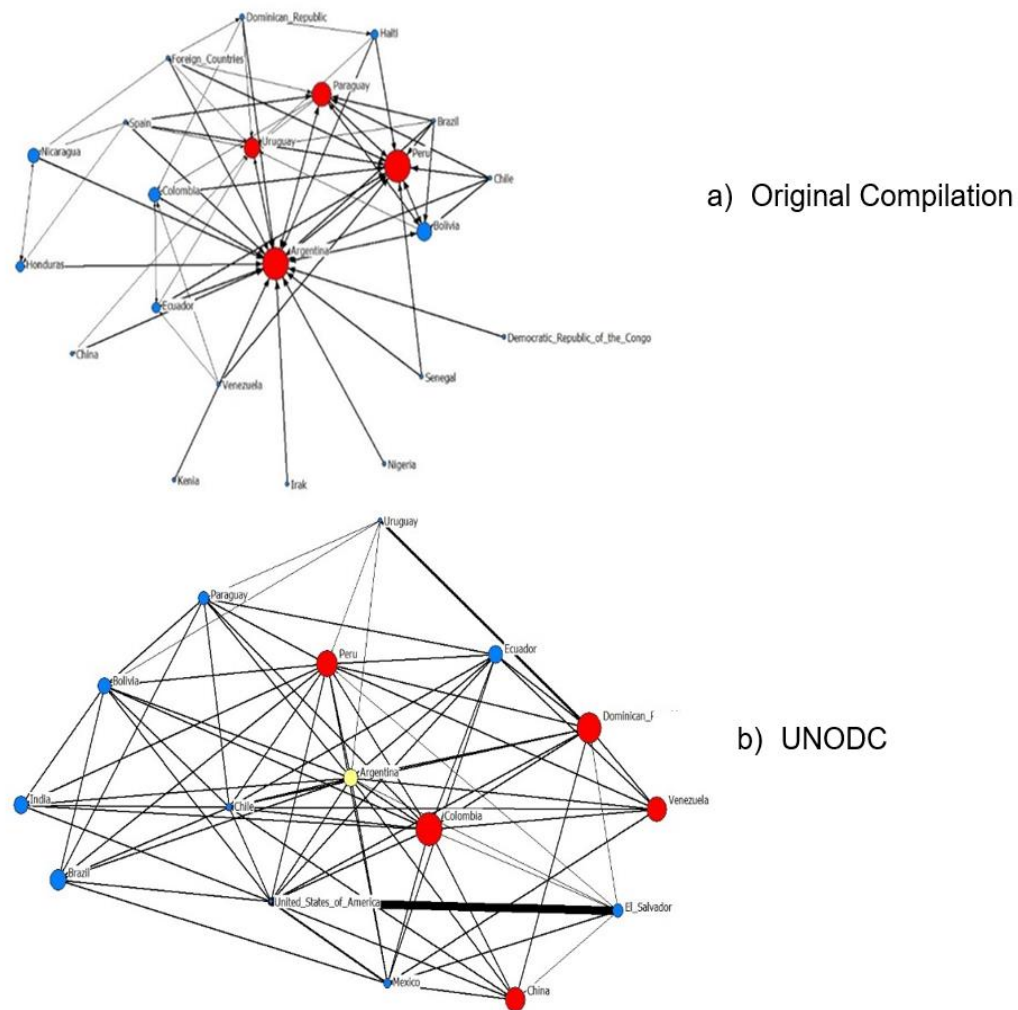 Dominican_Republic
Haiti
Foreign_Countries
Paraguay
Spain
Brazil
Uruguay
Nicaragua
Peru
Chile
Colombia
a) Original Compilation
Bolivia
Argentina
Honduras
Ecuador
Democratic_Republic_of_the_Congo
China
Senegal
Venezuela
Nigeria
Kenia
Irak
Uruguay
Paraguay
Ecuador
Peru
Bolivia
Dominican_F
b) UNODC
Argentina
India
Chile
Venezuela
Colombia
Brazil
United_States_of_America
El_Salvador
Mexico
China